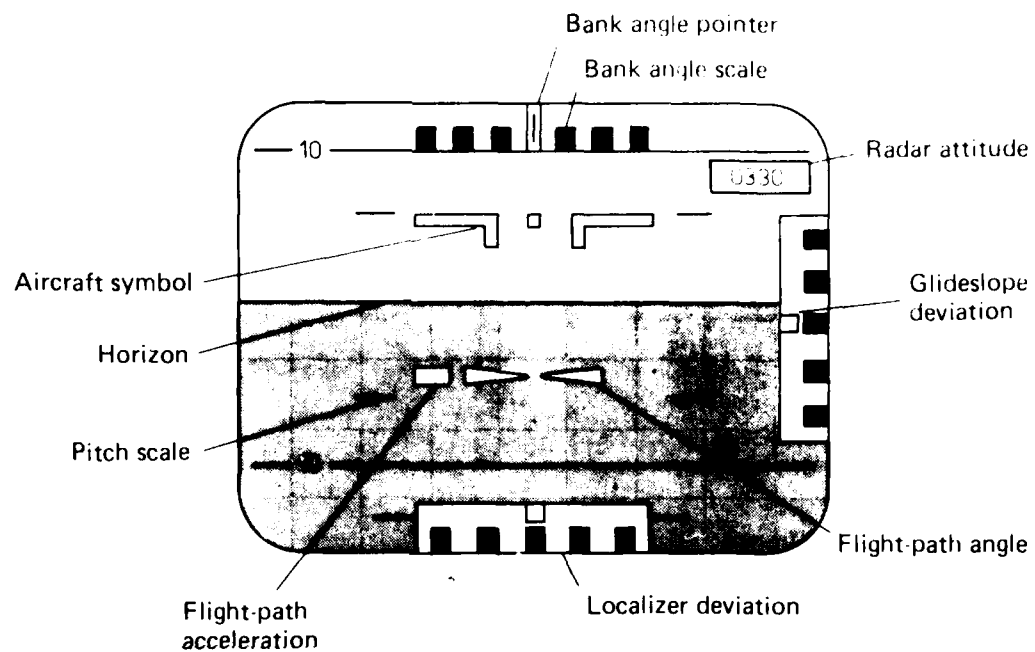 Bank angle pointer
Bank angle scale
10
Radar attitude
0330
Aircraft symbol
Glideslope
deviation
Horizon
Pitch scale
Flight-path angle
Flight-path
acceleration
Localizer deviation